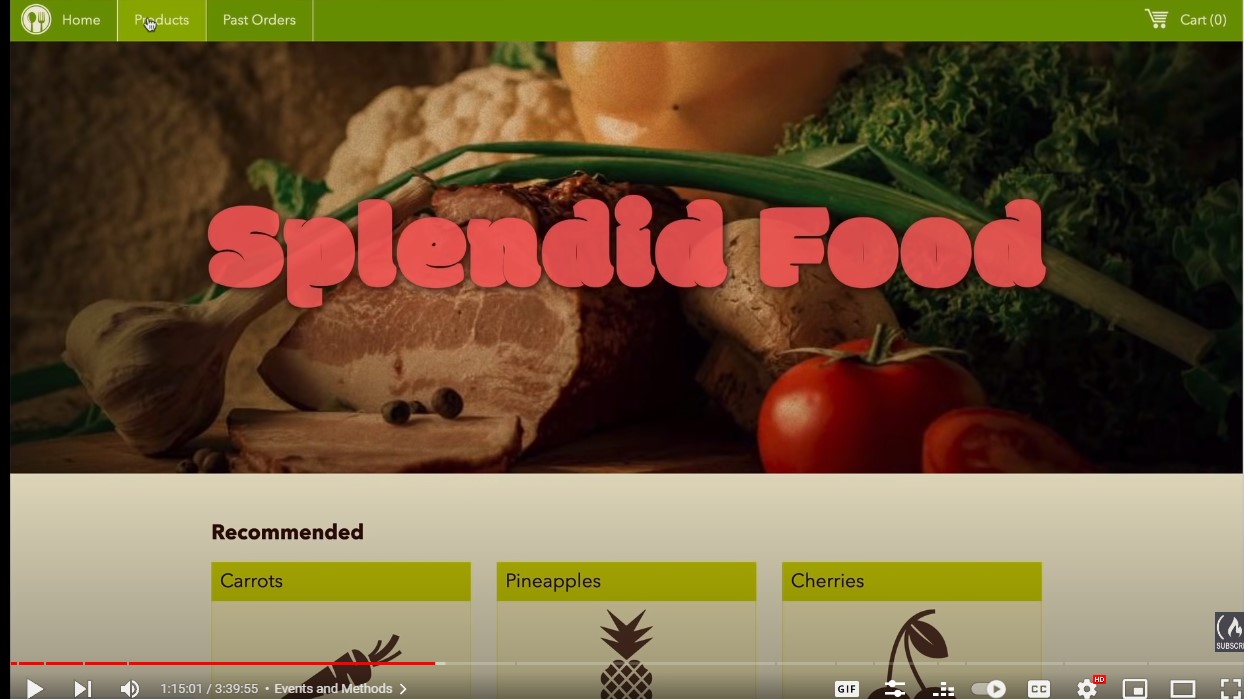 Home Products Past Orders Cart (0)
Splendid Food
Recommended
Carrots Pineapples Cherries
SUBSCRI
1:15:01 / 3:39:55 • Events and Methods
GIF CC HD